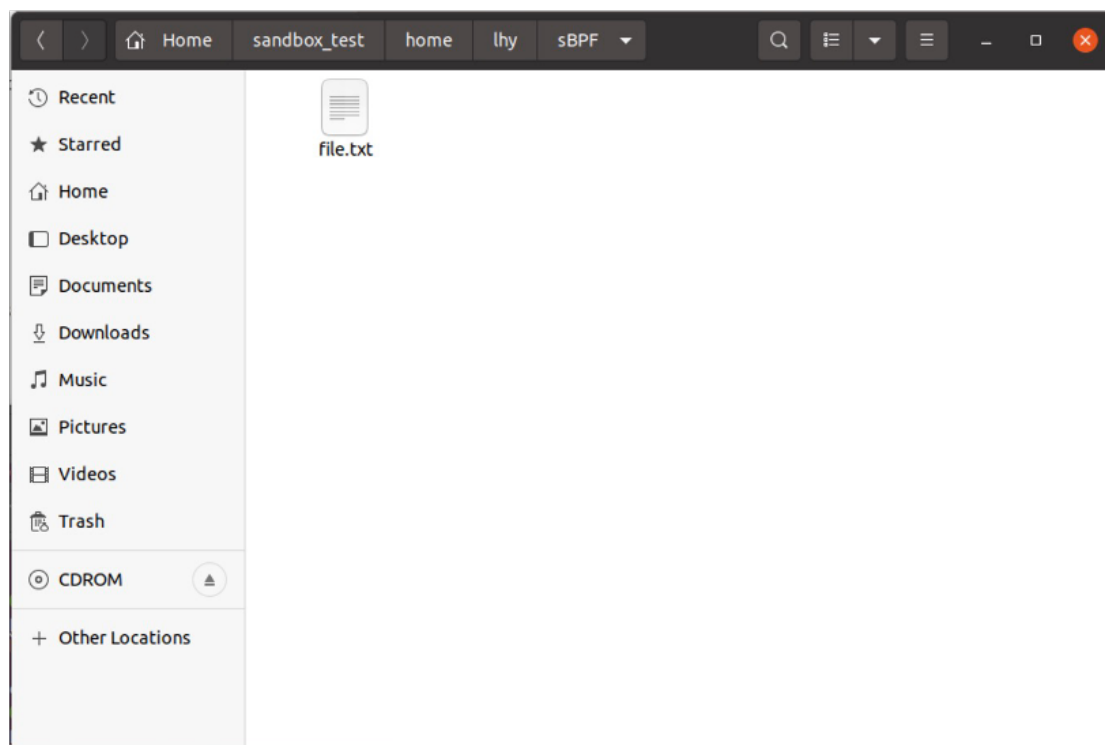 Home sandbox_test home lhy sBPF
Recent
Starred
Home
Desktop
Documents
Downloads
Music
Pictures
Videos
Trash
CDROM
Other Locations
file.txt